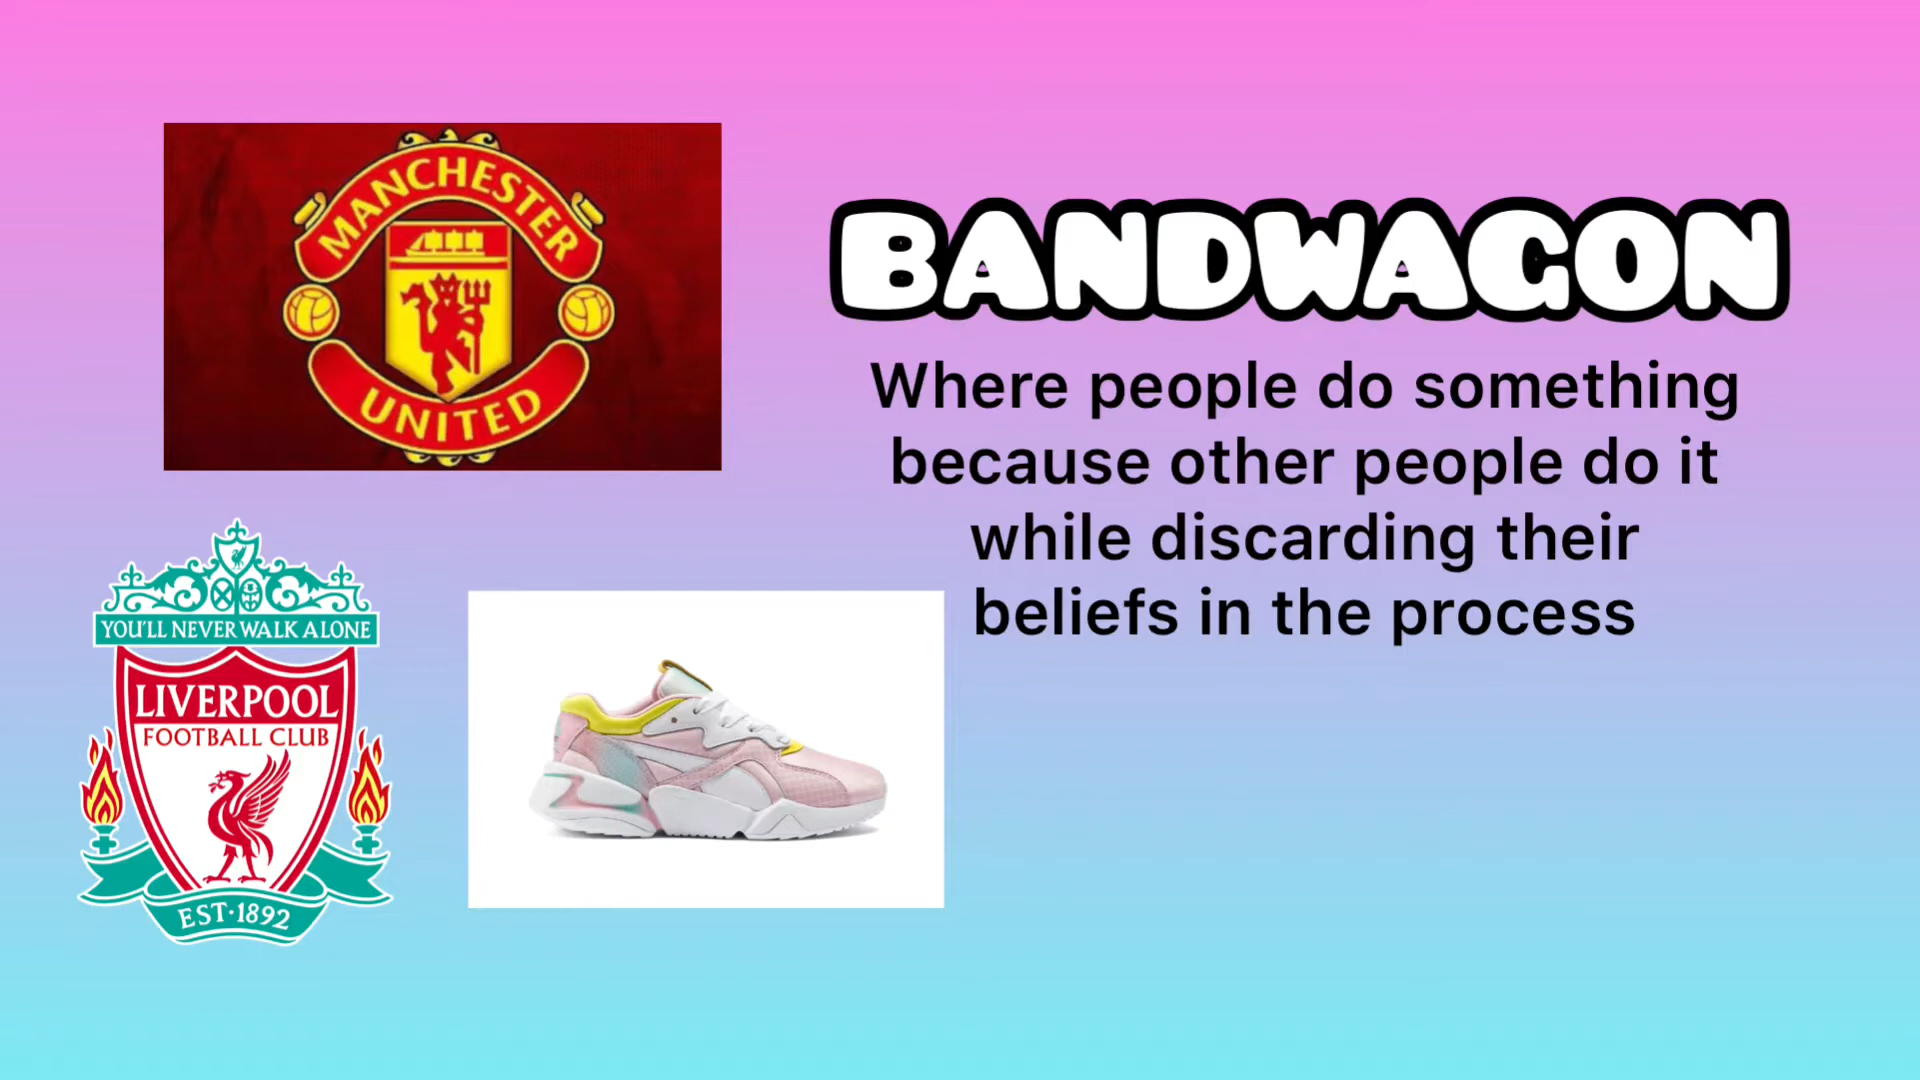 MANCHESTER
UNITED
BANDWAGON
Where people do something
because other people do it
while discarding their
beliefs in the process
YOU'LL NEVER WALK ALONE
LIVERPOOL
FOOTBALL CLUB
EST·1892